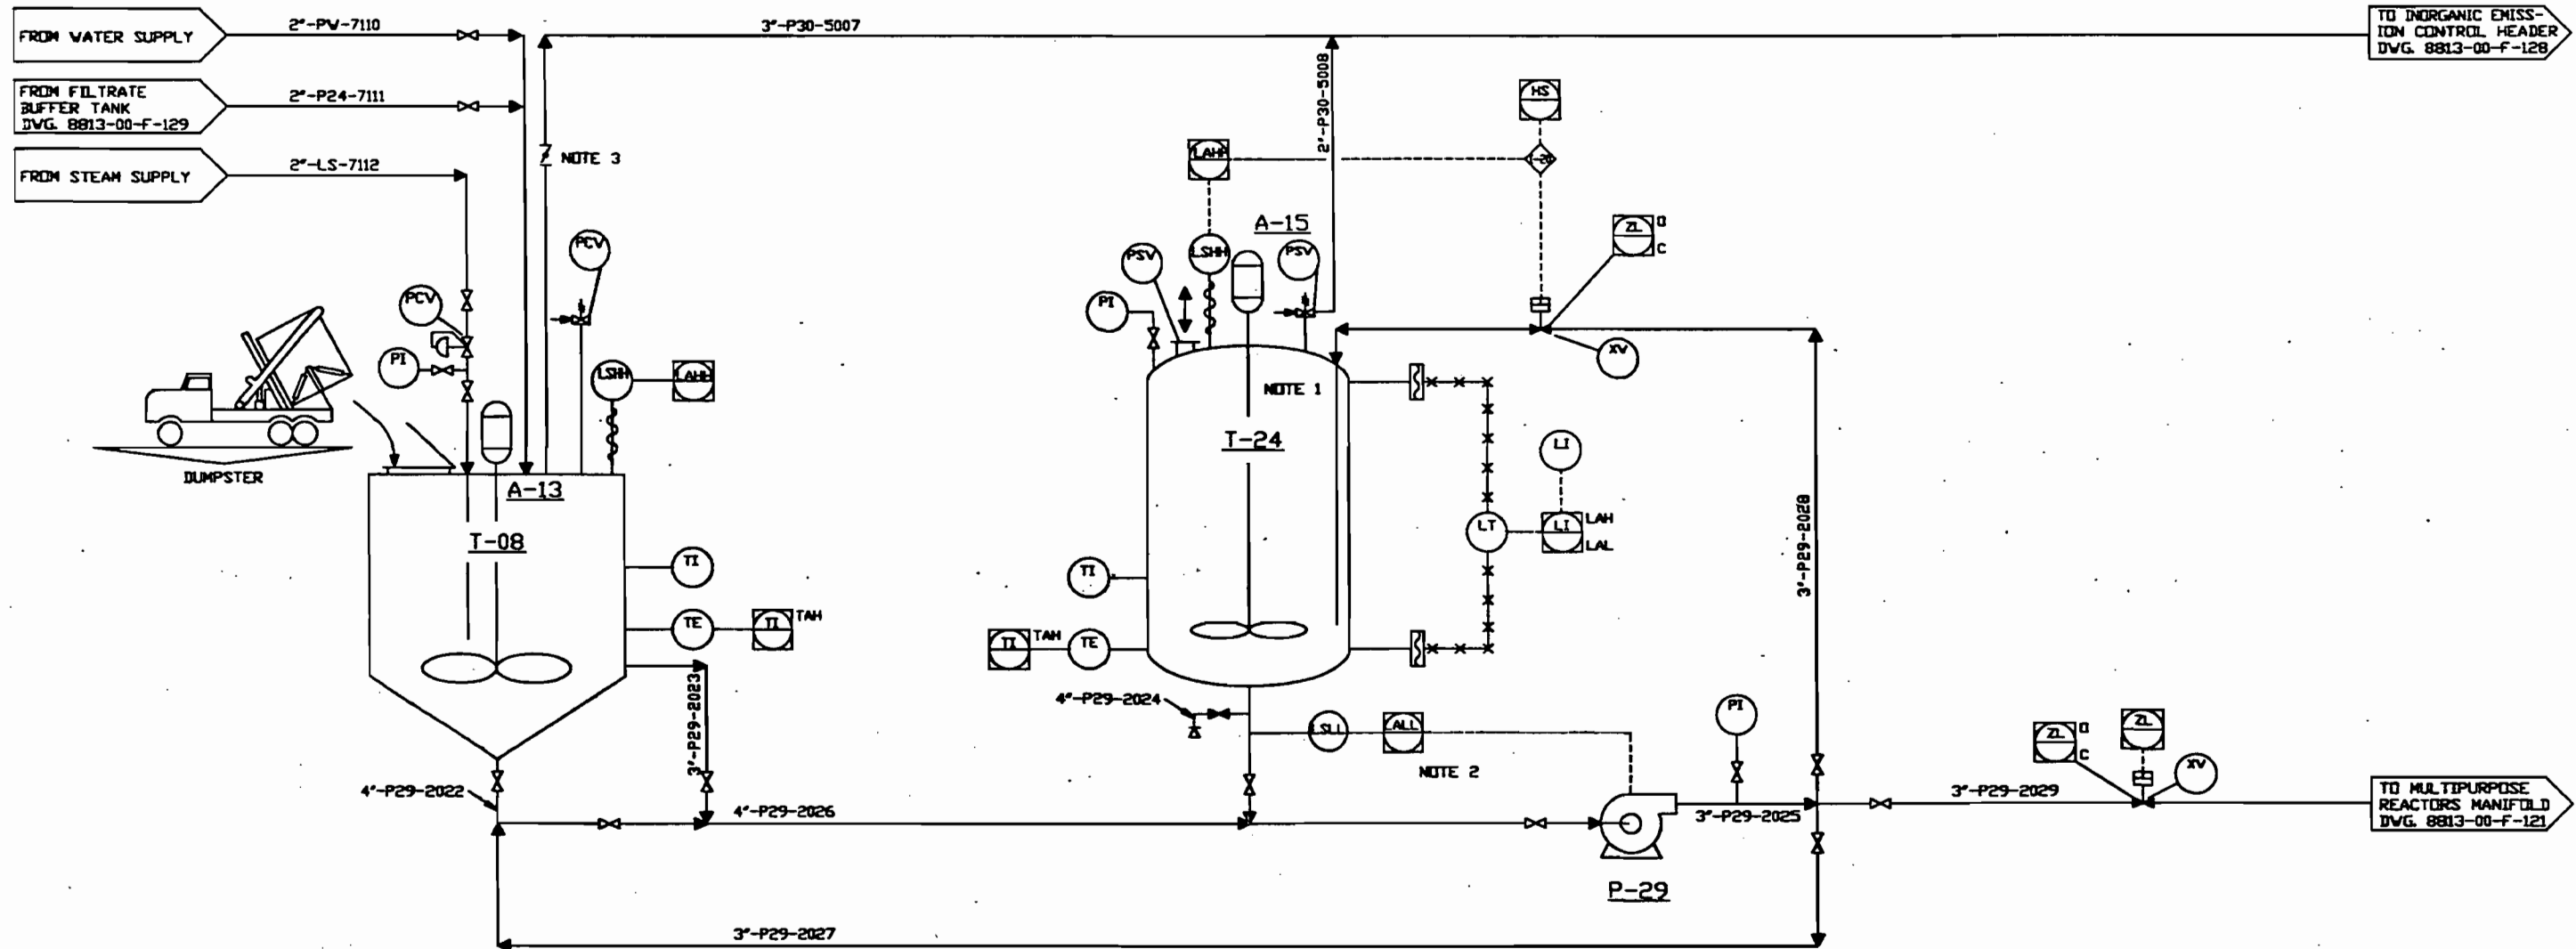 FROM WATER SUPPLY
2"-PW-7110
3"-P30-5007
TO INORGANIC EMISS-
ION CONTROL HEADER
DWG. 8813-00-F-128
FROM FILTRATE
BUFFER TANK
DWG. 8813-00-F-129
2"-P24-7111
FROM STEAM SUPPLY
2"-LS-7112
NOTE 3
2"-P30-5008
HS
LAHH
A-15
ZL
C
PCV
PSV
LSHH
PSV
PCV
PI
PI
XV
LSHH
LAHH
NOTE 1
DUMPSTER
A-13
T-24
LI
T-08
LT
LI
LAH
LAL
3"-P29-2028
TI
TI
TE
TI
TAH
TI
TAH
TE
3"-P29-2023
4"-P29-2024
LSLL
ALL
NOTE 2
PI
ZL
C
ZL
XV
4"-P29-2022
4"-P29-2026
3"-P29-2025
3"-P29-2029
TO MULTIPURPOSE
REACTORS MANIFOLD
DWG. 8813-00-F-121
P-29
3"-P29-2027